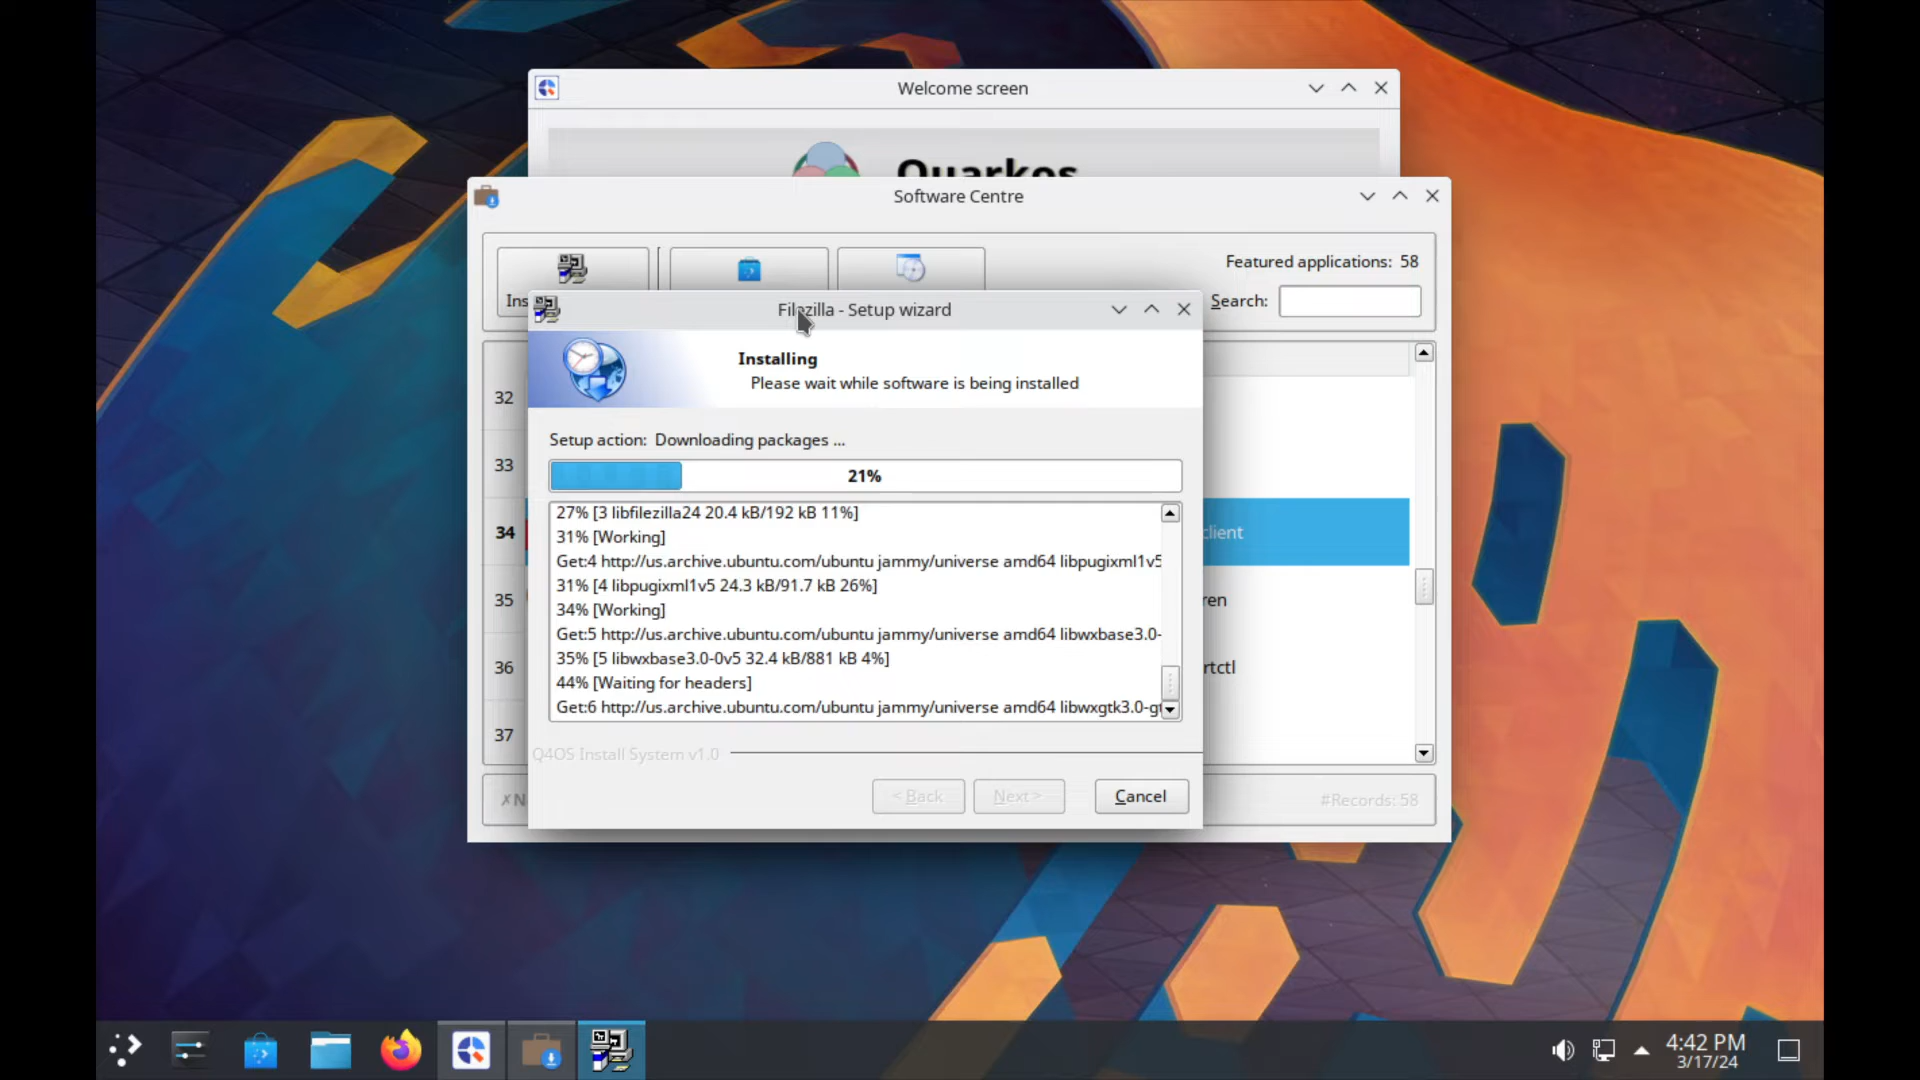 Welcome screen
Quarkos
Software Centre
Featured applications: 58
Ins
Search:
Filezilla - Setup wizard
Installing
Please wait while software is being installed
Setup action: Downloading packages ...
21%
27% [3 libfilezilla24 20.4 kB/192 kB 11%]
31% [Working]
Get:4 http://us.archive.ubuntu.com/ubuntu jammy/universe amd64 libpugixml1v5
31% [4 libpugixml1v5 24.3 kB/91.7 kB 26%]
34% [Working]
Get:5 http://us.archive.ubuntu.com/ubuntu jammy/universe amd64 libwxbase3.0-
35% [5 libwxbase3.0-0v5 32.4 kB/881 kB 4%]
44% [Waiting for headers]
Get:6 http://us.archive.ubuntu.com/ubuntu jammy/universe amd64 libwxgtk3.0-g
32
33
34
client
35
ren
36
rtctl
37
Q4OS Install System v1.0
< Back
Next >
Cancel
✗N
#Records: 58
4:42 PM
3/17/24